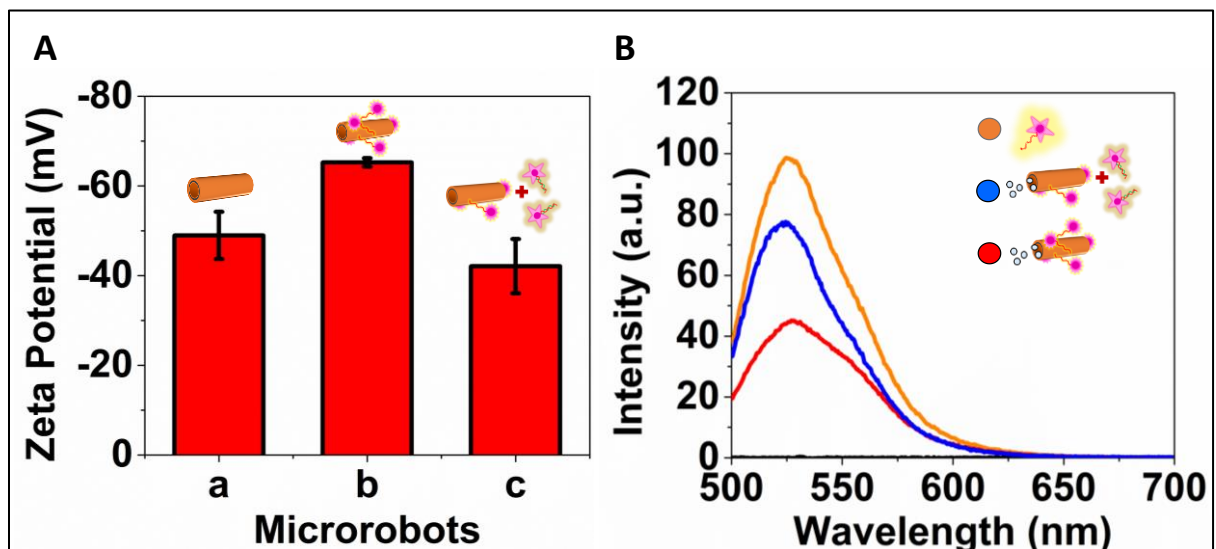 A
Zeta Potential (mV)
-80
-60
-40
-20
0
a b c
Microrobots
B
Intensity (a.u.)
120
100
80
60
40
20
0
500 550 600 650 700
Wavelength (nm)